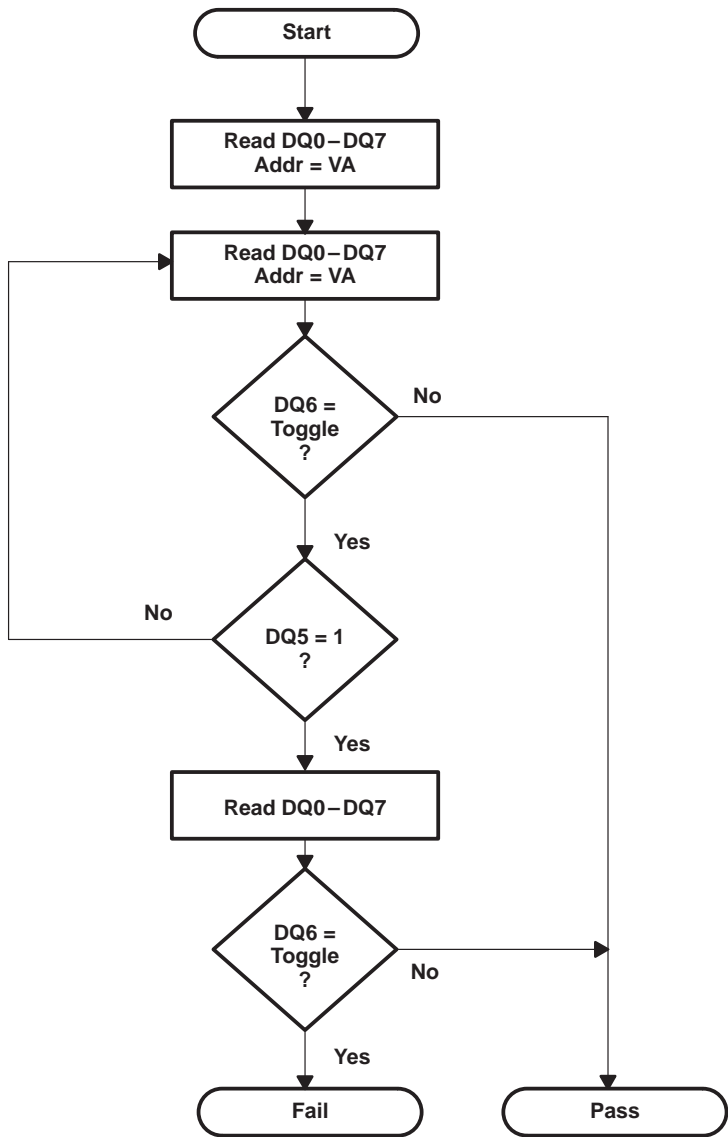 Start
Read DQ0–DQ7
Addr = VA
Read DQ0–DQ7
Addr = VA
DQ6 =
Toggle
?
No
Yes
No
DQ5 = 1
?
Yes
Read DQ0–DQ7
DQ6 =
Toggle
?
No
Yes
Fail
Pass